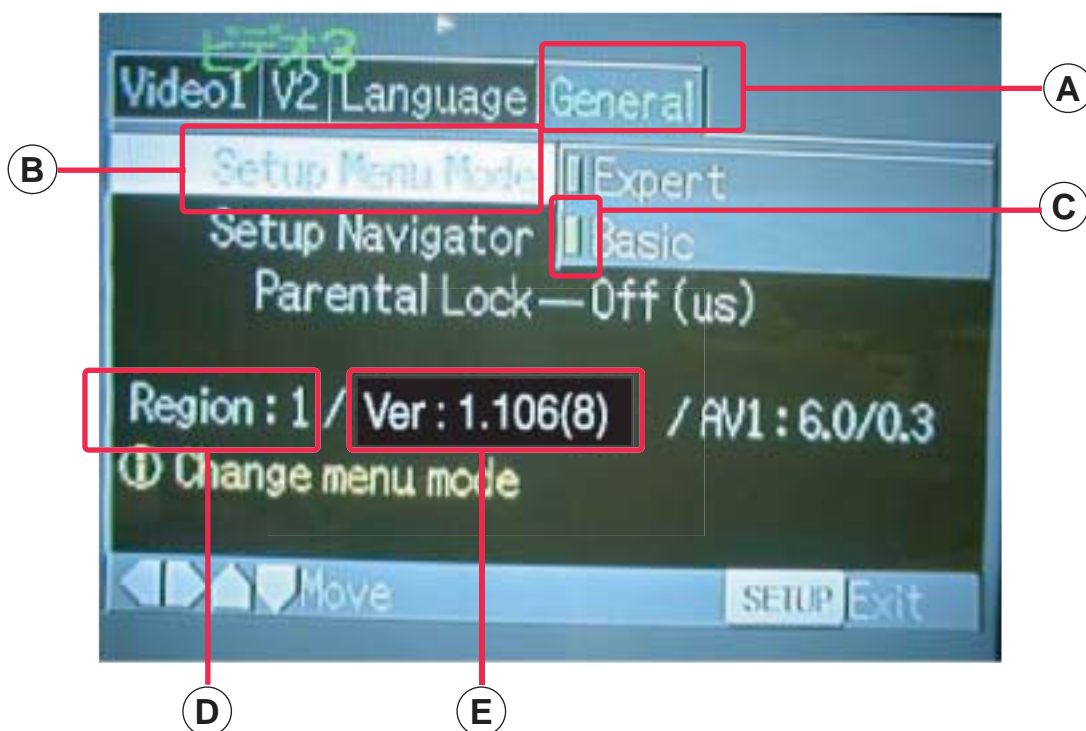 ビデオ3
Video1 V2 Language General
A
B
Setup Menu Mode Expert
C
Setup Navigator Basic
Parental Lock — Off (us)
Region : 1 / Ver : 1.106(8) / AV1 : 6.0/0.3
Change menu mode
Move SETUP Exit
D E